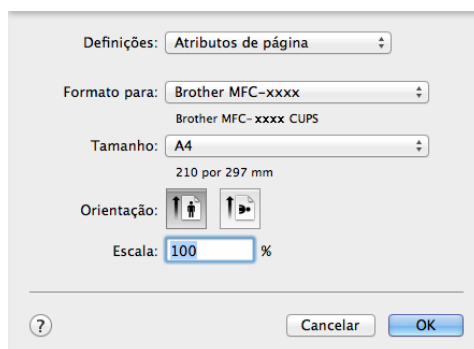 Definições: Atributos de página
Formato para: Brother MFC-xxxx
Brother MFC-xxxx CUPS
Tamanho: A4
210 por 297 mm
Orientação:
Escala: 100 %
? Cancelar OK